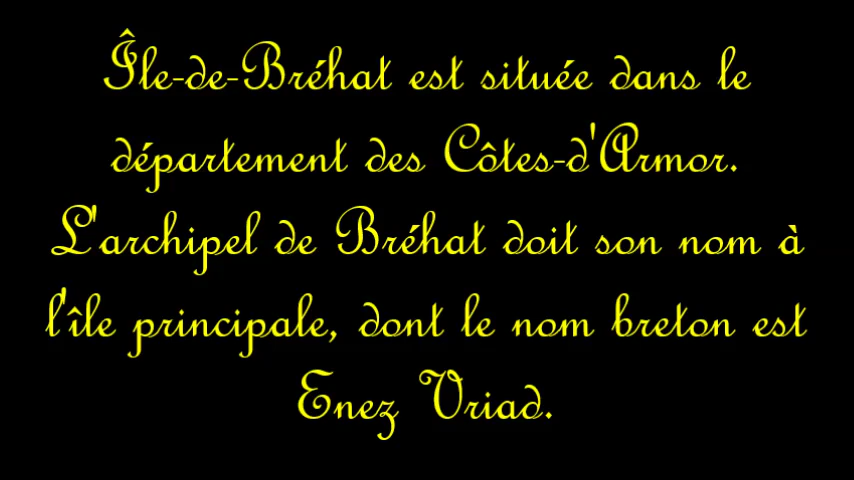 Île-de-Bréhat est située dans le
département des Côtes-d'Armor.
L'archipel de Bréhat doit son nom à
l'île principale, dont le nom breton est
Enez Vriad.